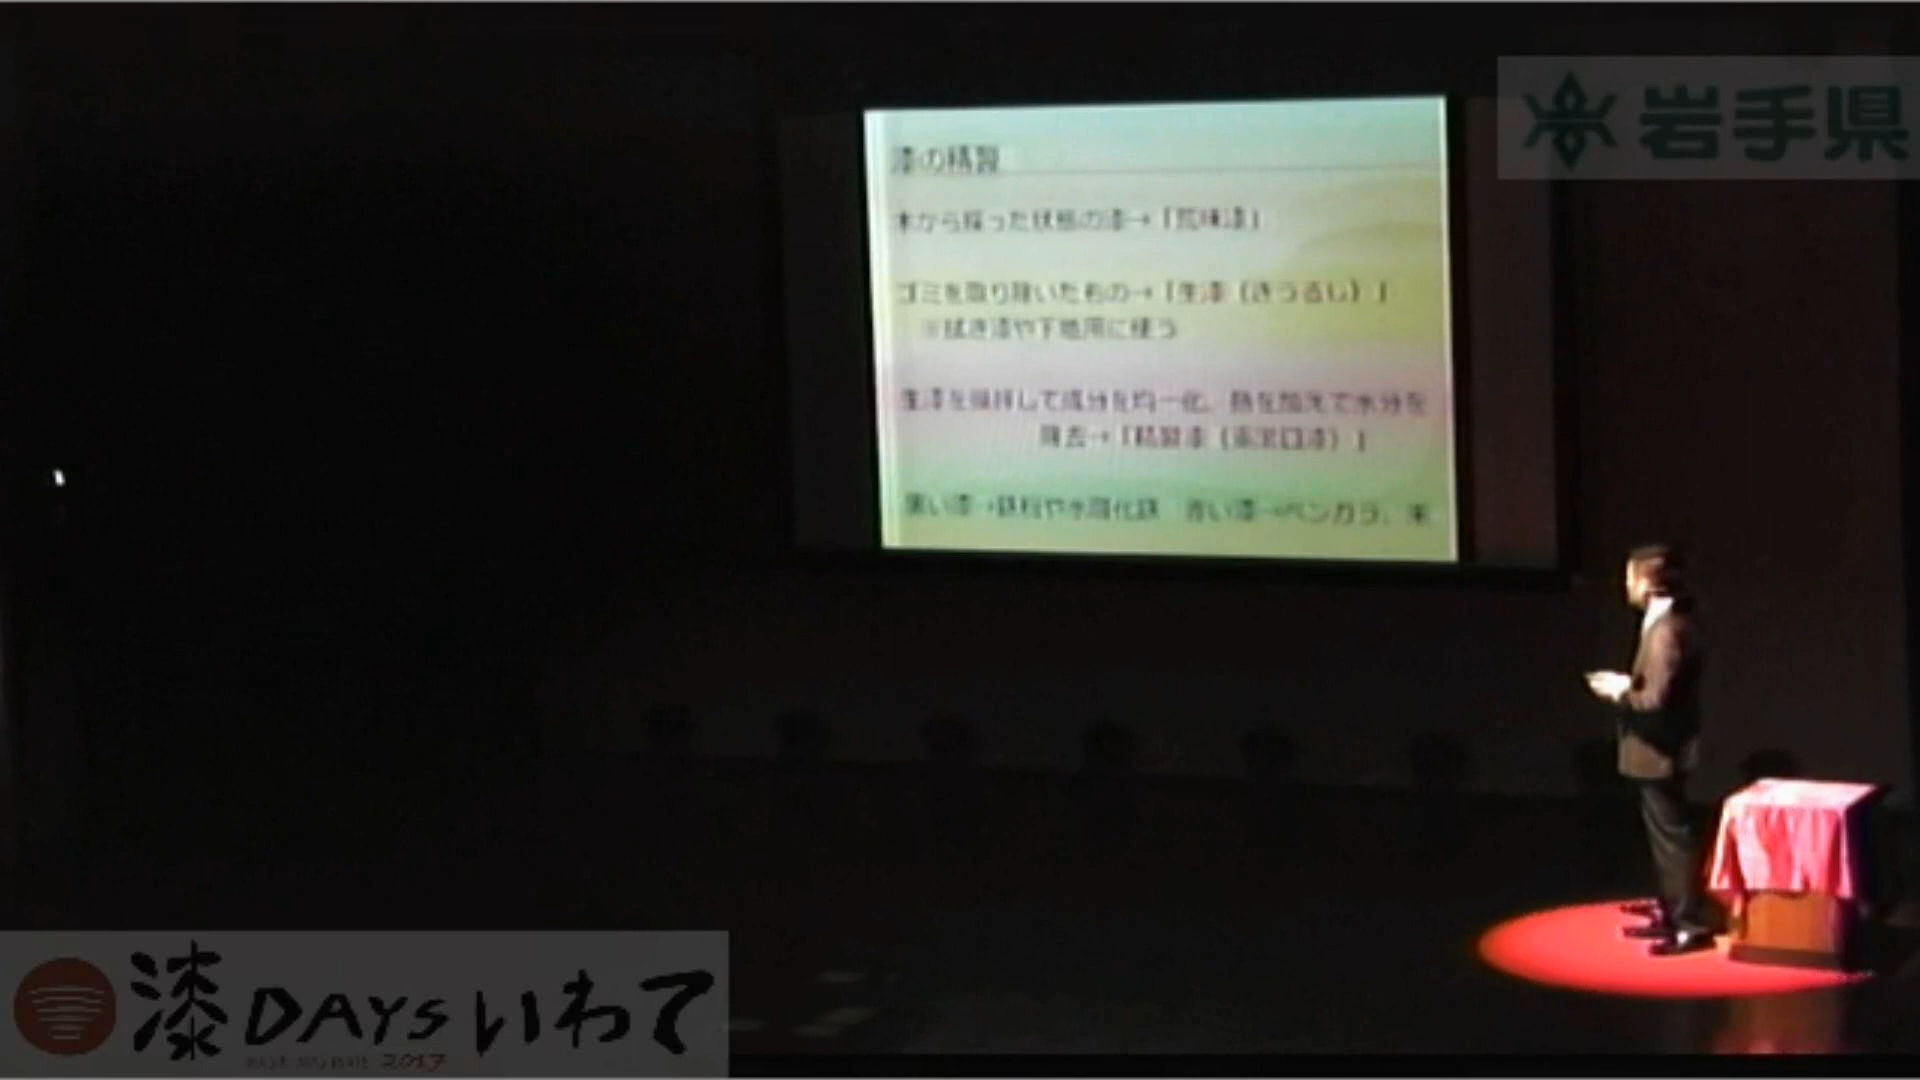 岩手県
漆の精製
木から採った状態の漆→「荒味漆」
ゴミを取り除いたもの→「生漆（きうるし）」
※拭き漆や下地用に使う
生漆を撹拌して成分を均一化、熱を加えて水分を
除去→「精製漆（素黒目漆）」
黒い漆→鉄粉や水酸化鉄　赤い漆→ベンガラ、朱
漆DAYSいわて
2017